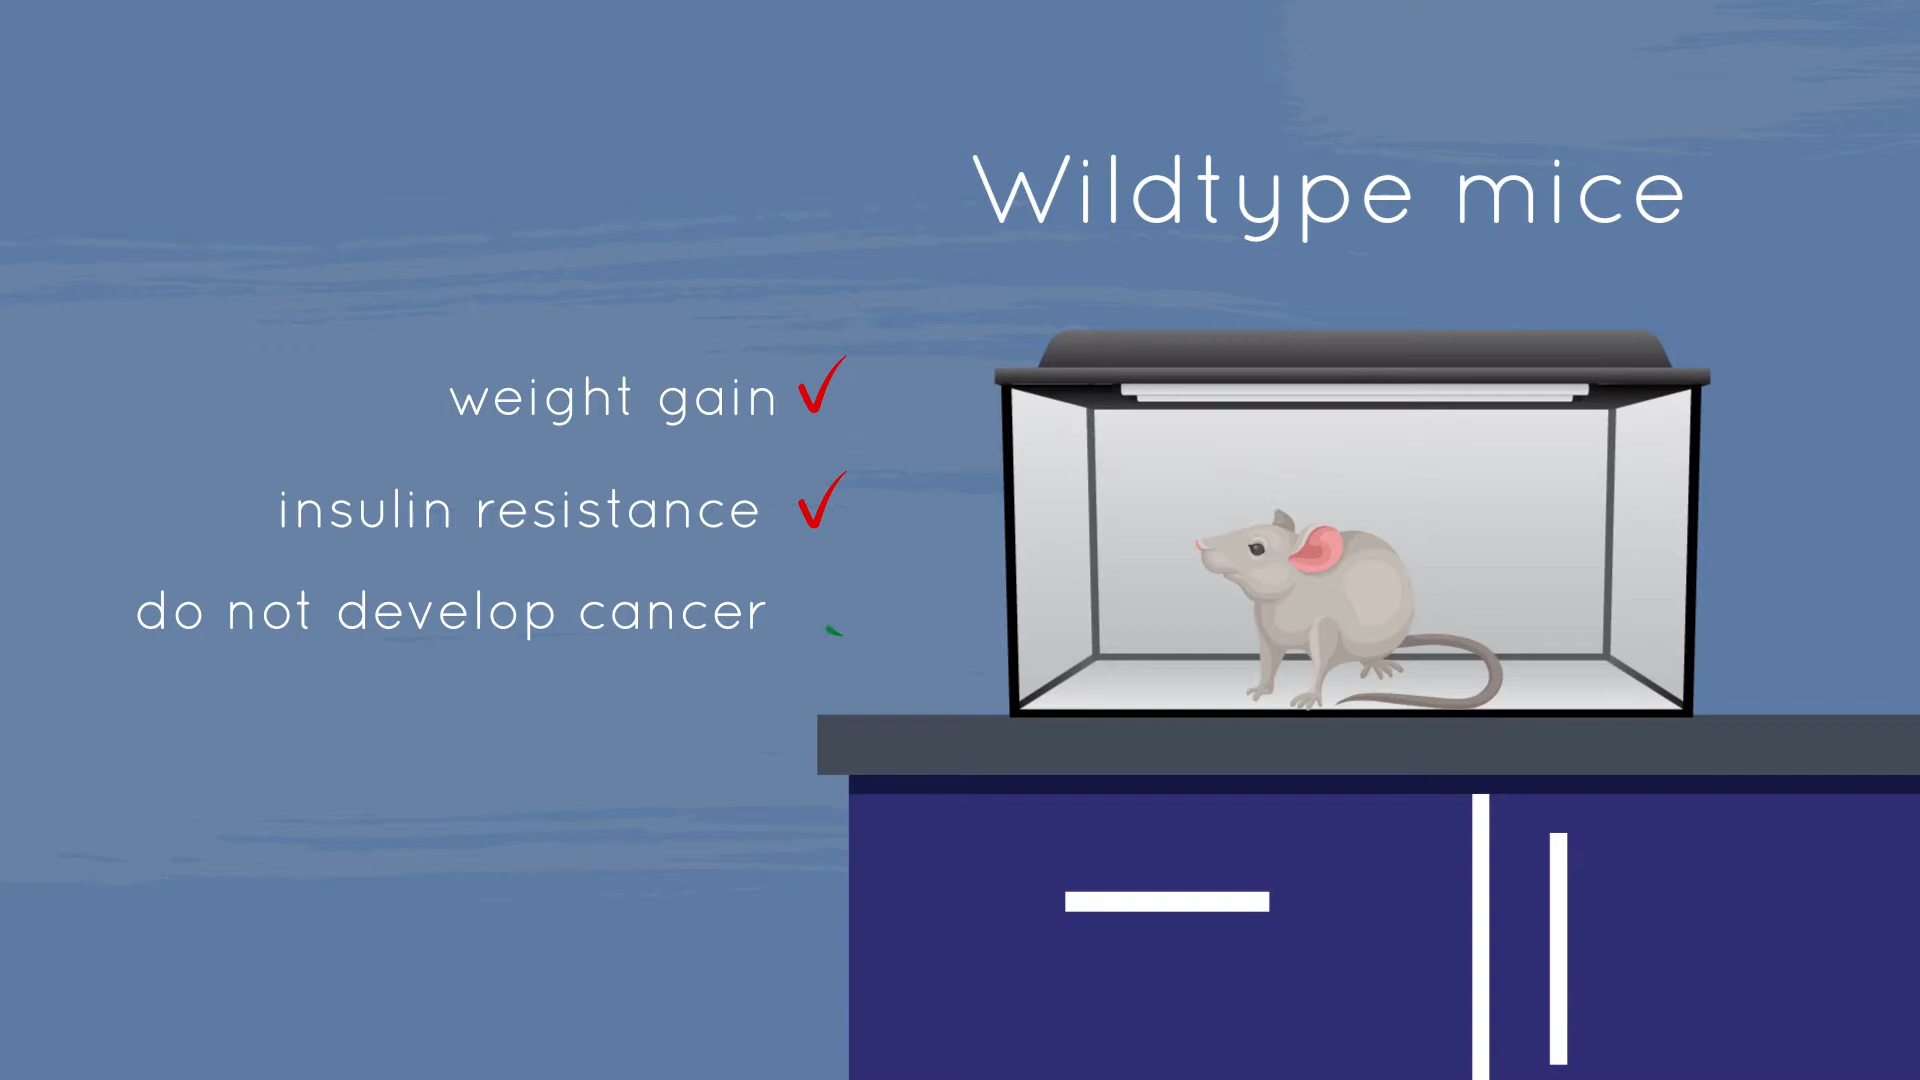 Wildtype mice
weight gain
insulin resistance
do not develop cancer